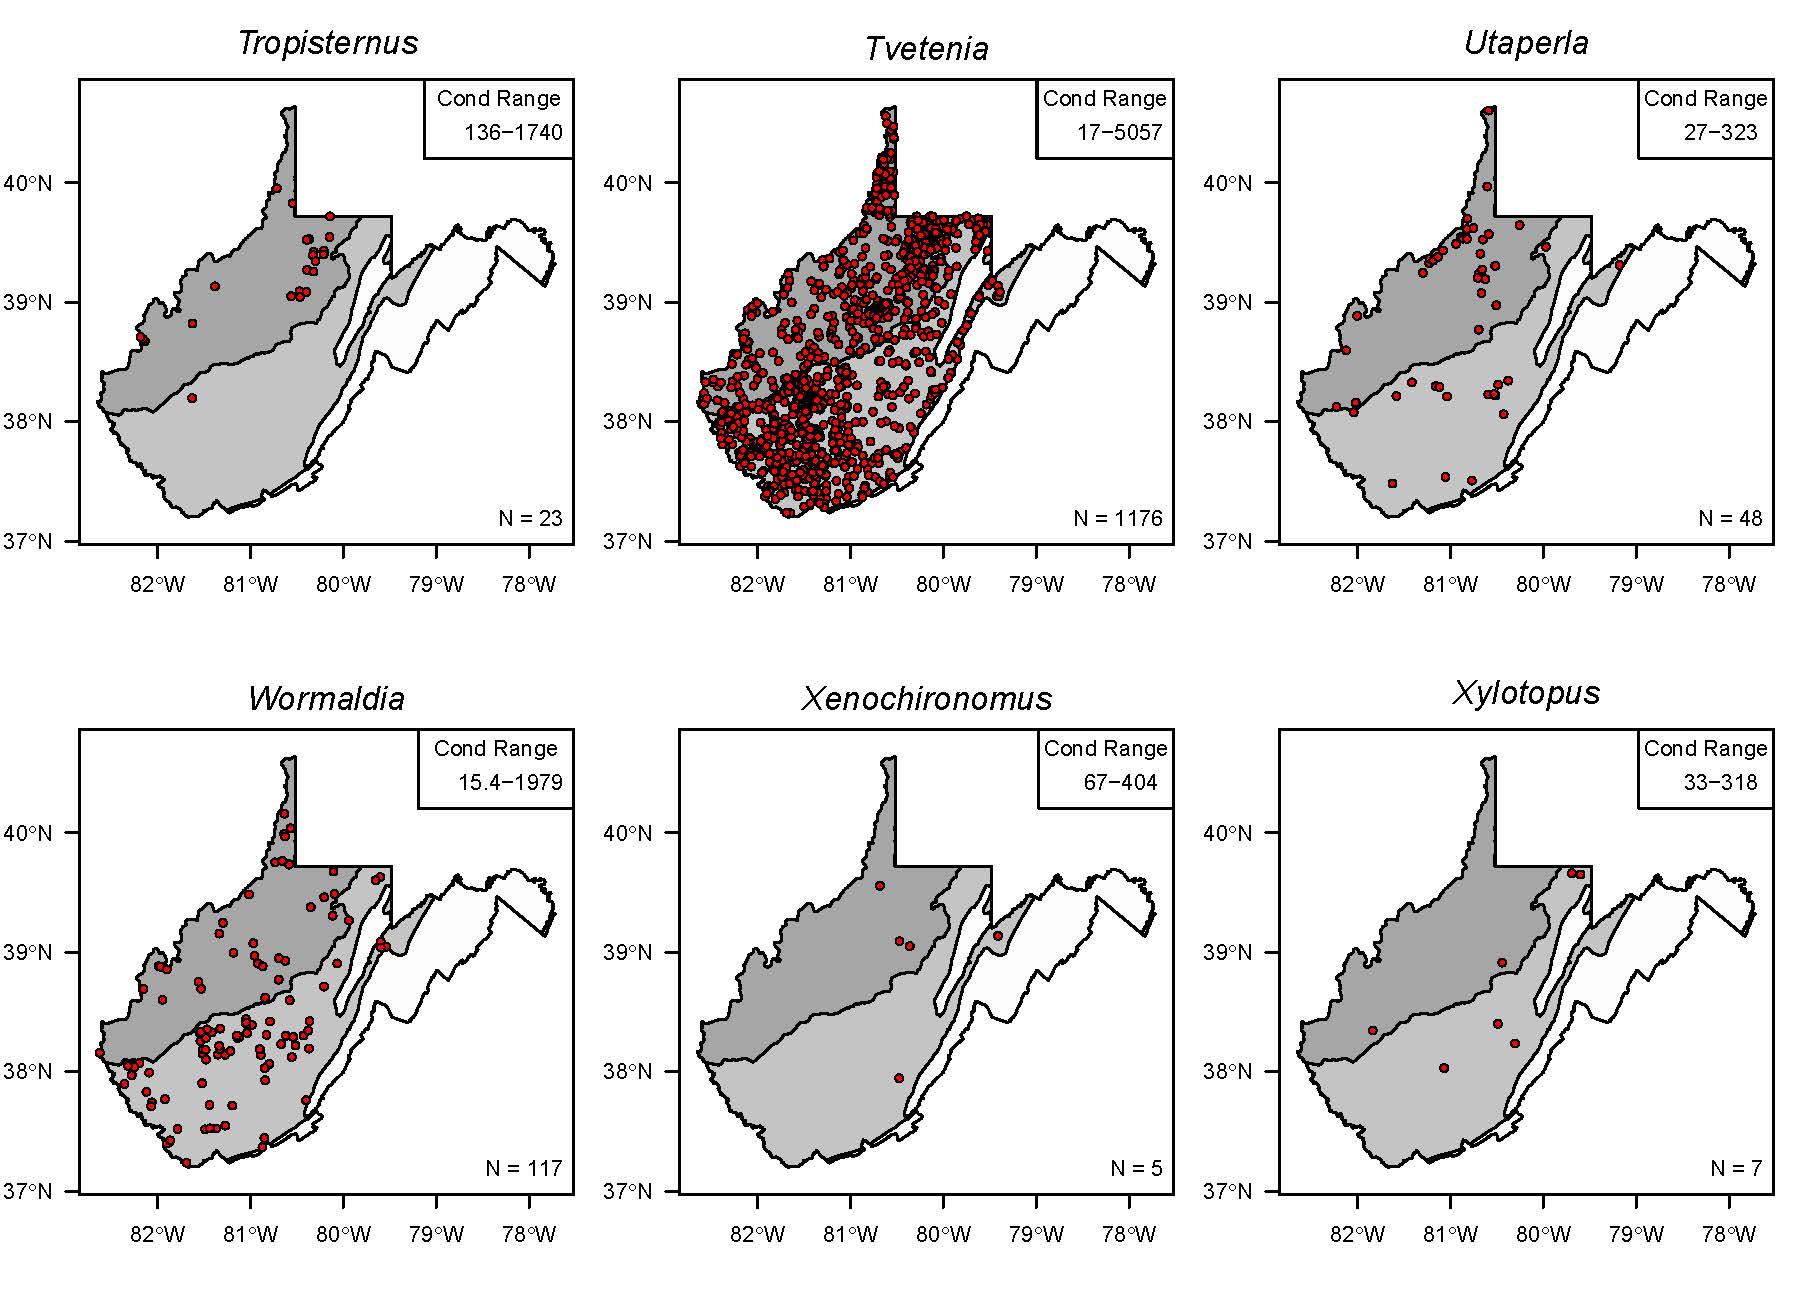 Tropisternus
Cond Range
136−1740
40°N
39°N
38°N
37°N
N = 23
82°W 81°W 80°W 79°W 78°W
Tvetenia
Cond Range
17−5057
40°N
39°N
38°N
37°N
N = 1176
82°W 81°W 80°W 79°W 78°W
Utaperla
Cond Range
27−323
40°N
39°N
38°N
37°N
N = 48
82°W 81°W 80°W 79°W 78°W
Wormaldia
Cond Range
15.4−1979
40°N
39°N
38°N
37°N
N = 117
82°W 81°W 80°W 79°W 78°W
Xenochironomus
Cond Range
67−404
40°N
39°N
38°N
37°N
N = 5
82°W 81°W 80°W 79°W 78°W
Xylotopus
Cond Range
33−318
40°N
39°N
38°N
37°N
N = 7
82°W 81°W 80°W 79°W 78°W